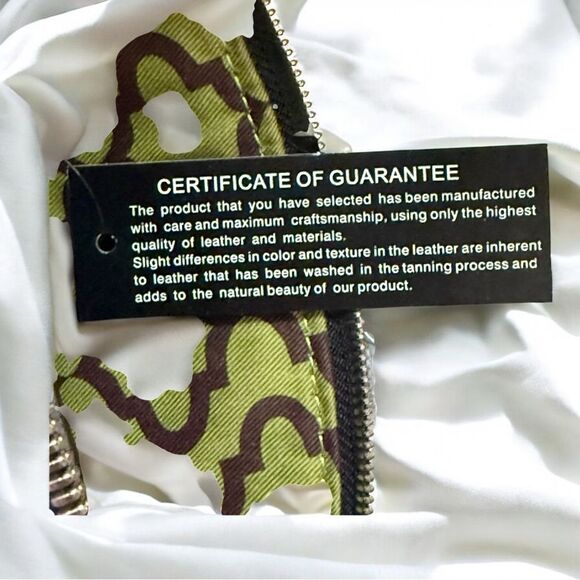 CERTIFICATE OF GUARANTEE
The product that you have selected has been manufactured
with care and maximum craftsmanship, using only the highest
quality of leather and materials.
Slight differences in color and texture in the leather are inherent
to leather that has been washed in the tanning process and
adds to the natural beauty of our product.